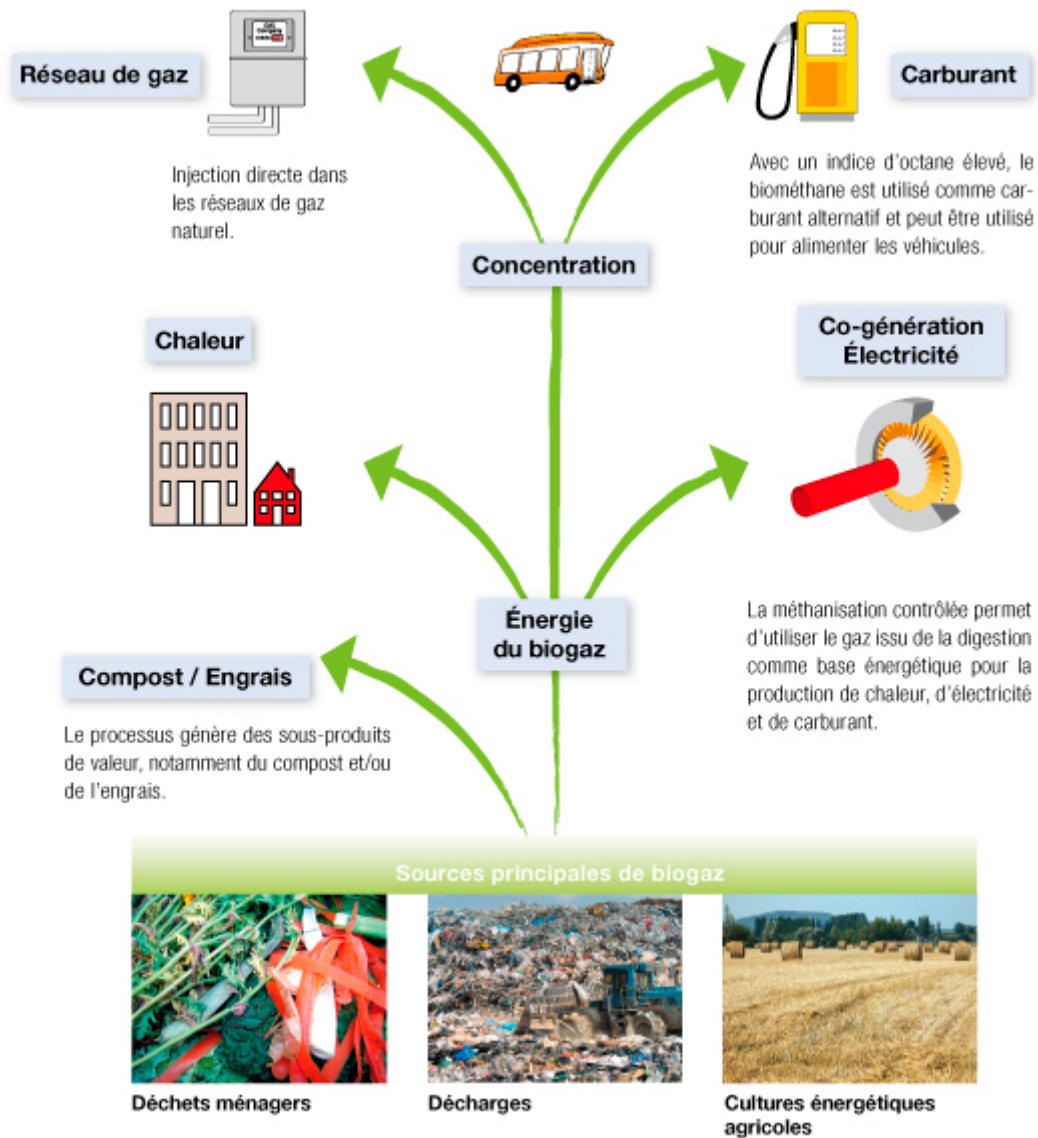 Réseau de gaz
Carburant
Injection directe dans
les réseaux de gaz
naturel.
Avec un indice d'octane élevé, le
biométhane est utilisé comme car-
burant alternatif et peut être utilisé
pour alimenter les véhicules.
Concentration
Chaleur
Co-génération
Électricité
Énergie
du biogaz
La méthanisation contrôlée permet
d'utiliser le gaz issu de la digestion
comme base énergétique pour la
production de chaleur, d'électricité
et de carburant.
Compost / Engrais
Le processus génère des sous-produits
de valeur, notamment du compost et/ou
de l'engrais.
Sources principales de biogaz
Déchets ménagers
Décharges
Cultures énergétiques
agricoles